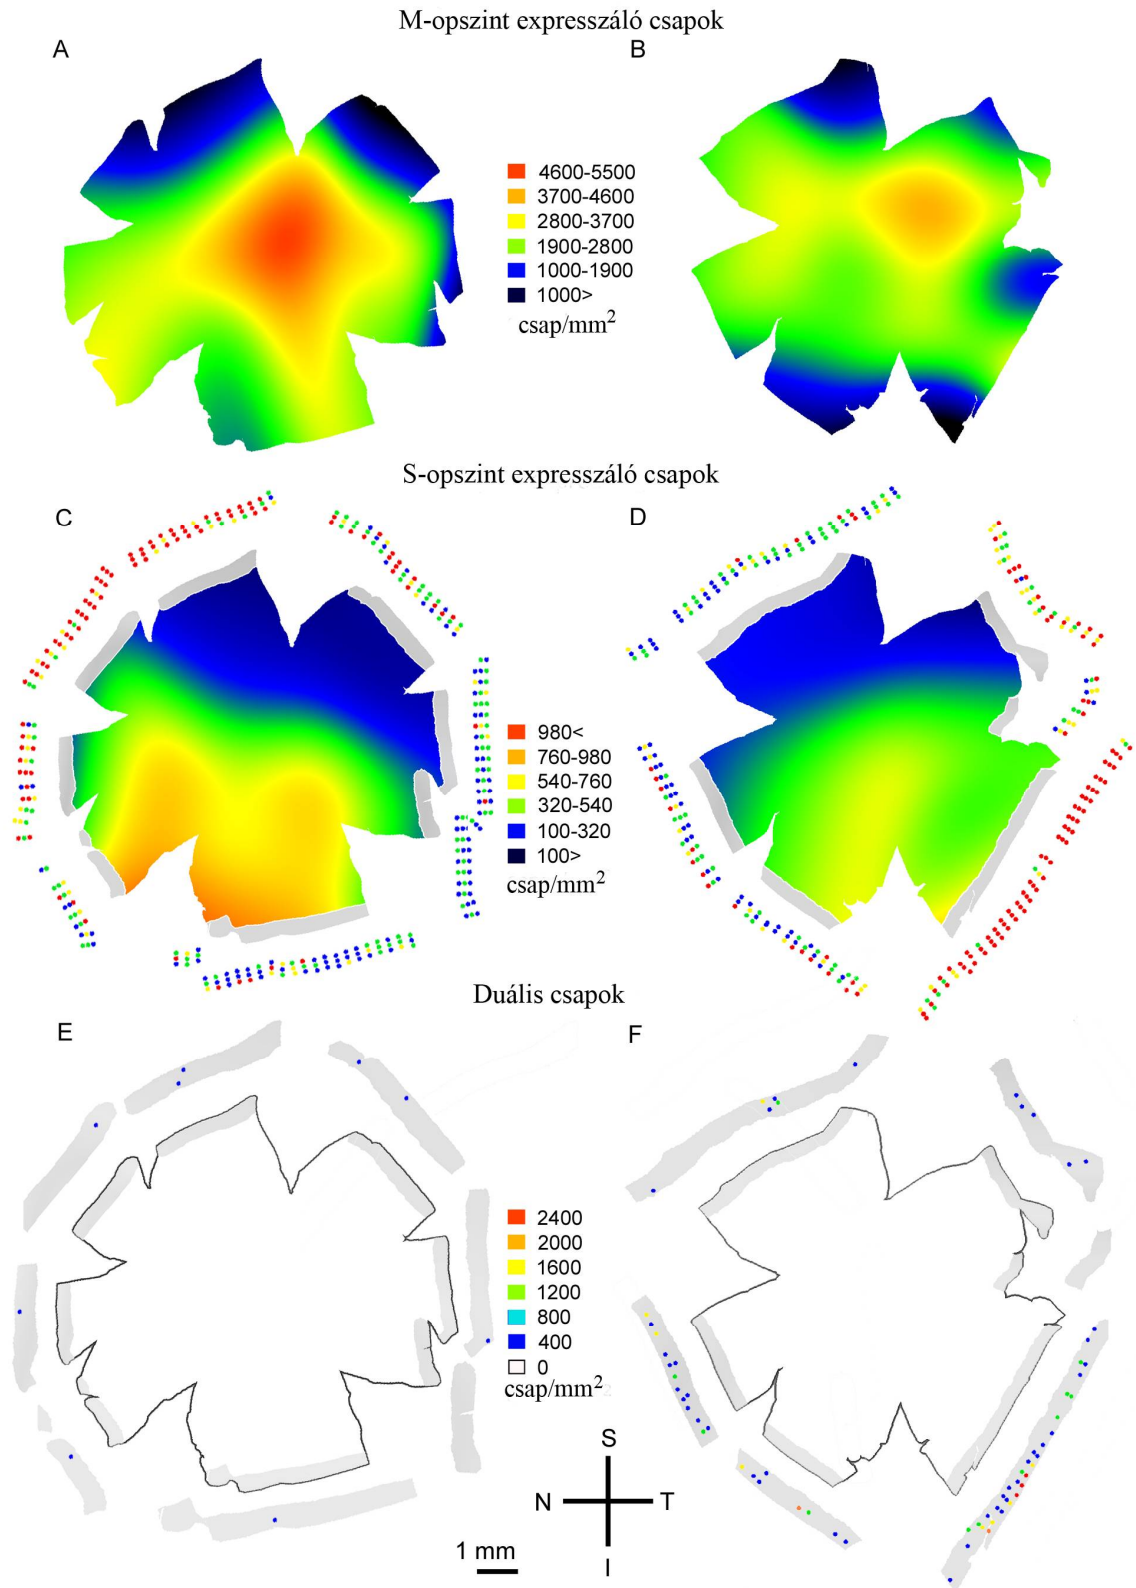 M-opszint expresszáló csapok
A
B
4600-5500
3700-4600
2800-3700
1900-2800
1000-1900
1000>
csap/mm2
S-opszint expresszáló csapok
C
D
980<
760-980
540-760
320-540
100-320
100>
csap/mm2
Duális csapok
E
F
2400
2000
1600
1200
800
400
0
csap/mm2
S
N T
1 mm
I